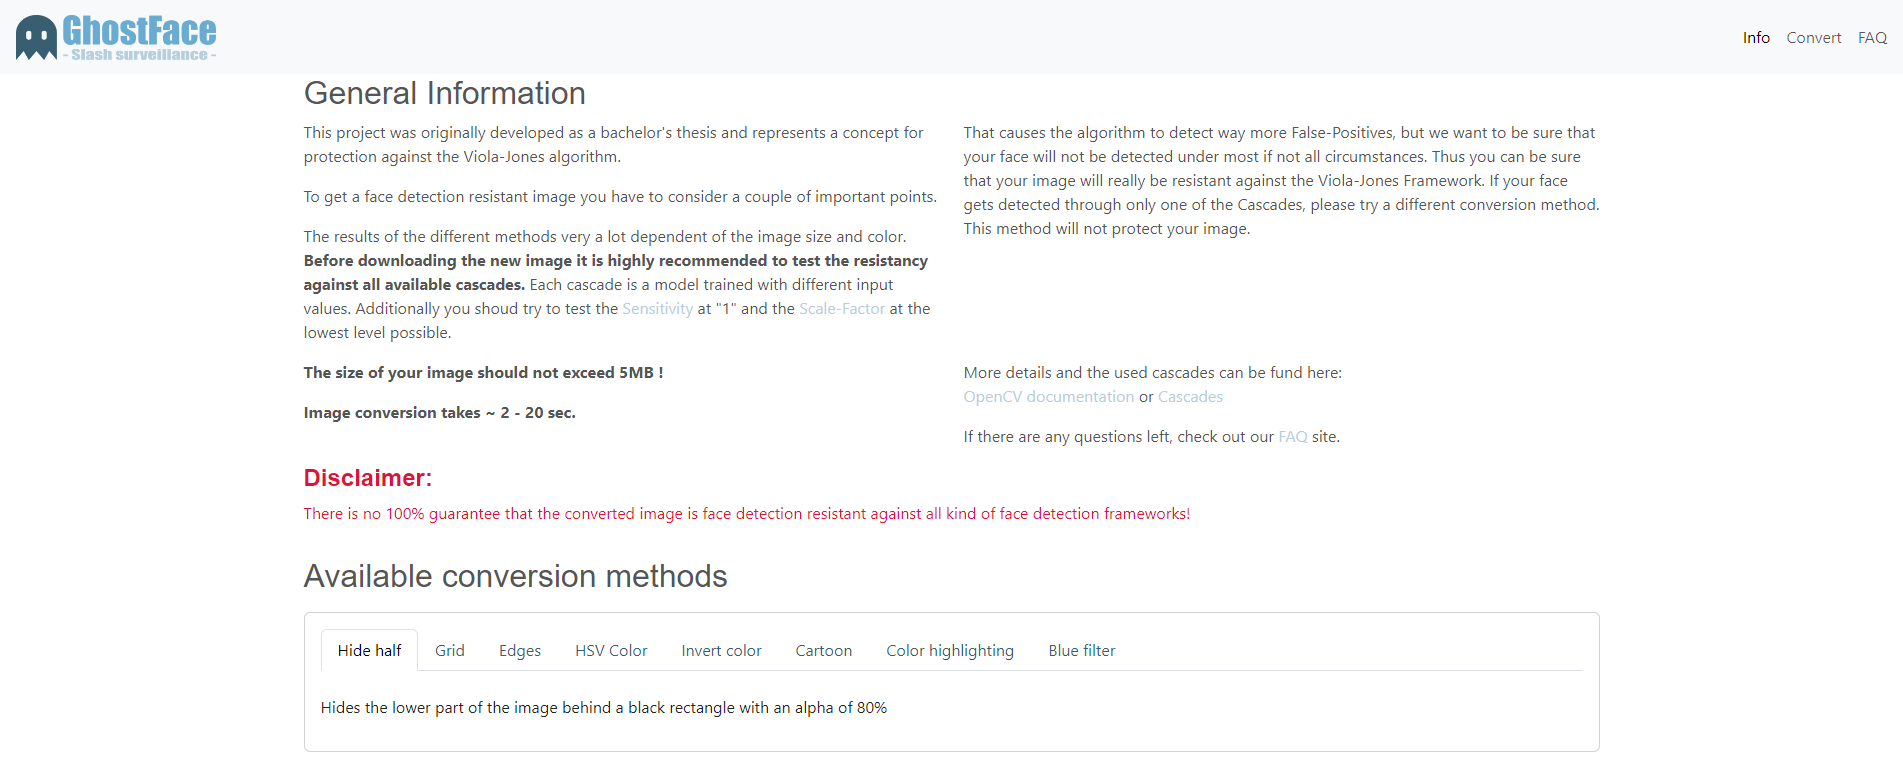 GhostFace
- Slash surveillance -
Info Convert FAQ
General Information
This project was originally developed as a bachelor's thesis and represents a concept for
protection against the Viola-Jones algorithm.
To get a face detection resistant image you have to consider a couple of important points.
The results of the different methods very a lot dependent of the image size and color.
Before downloading the new image it is highly recommended to test the resistancy
against all available cascades. Each cascade is a model trained with different input
values. Additionally you shoud try to test the Sensitivity at "1" and the Scale-Factor at the
lowest level possible.
That causes the algorithm to detect way more False-Positives, but we want to be sure that
your face will not be detected under most if not all circumstances. Thus you can be sure
that your image will really be resistant against the Viola-Jones Framework. If your face
gets detected through only one of the Cascades, please try a different conversion method.
This method will not protect your image.
The size of your image should not exceed 5MB !
Image conversion takes ~ 2 - 20 sec.
More details and the used cascades can be fund here:
OpenCV documentation or Cascades
If there are any questions left, check out our FAQ site.
Disclaimer:
There is no 100% guarantee that the converted image is face detection resistant against all kind of face detection frameworks!
Available conversion methods
Hide half Grid Edges HSV Color Invert color Cartoon Color highlighting Blue filter
Hides the lower part of the image behind a black rectangle with an alpha of 80%